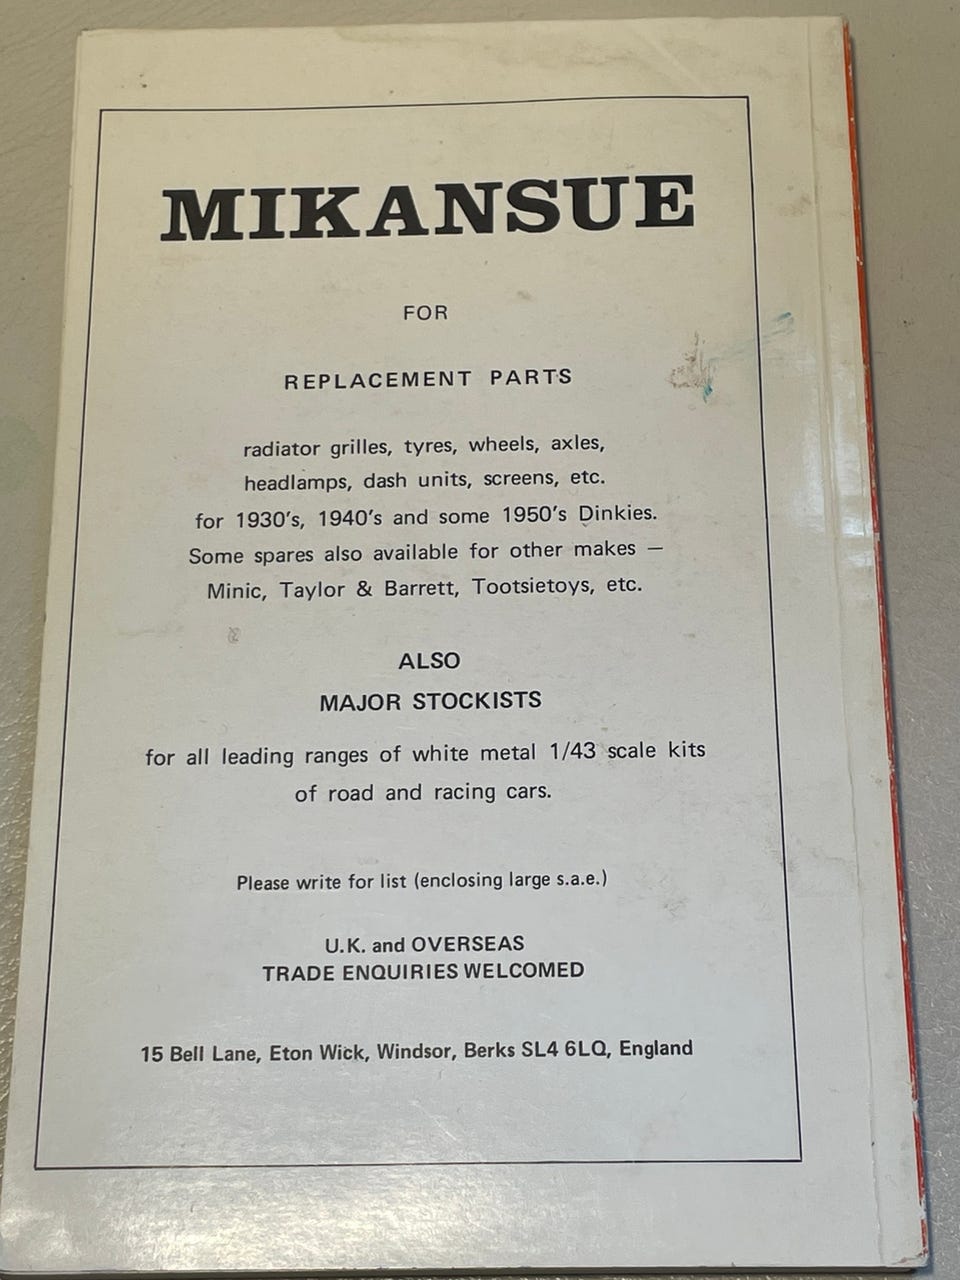 MIKANSUE
FOR
REPLACEMENT PARTS
radiator grilles, tyres, wheels, axles,
headlamps, dash units, screens, etc.
for 1930's, 1940's and some 1950's Dinkies.
Some spares also available for other makes —
Minic, Taylor & Barrett, Tootsietoys, etc.
ALSO
MAJOR STOCKISTS
for all leading ranges of white metal 1/43 scale kits
of road and racing cars.
Please write for list (enclosing large s.a.e.)
U.K. and OVERSEAS
TRADE ENQUIRIES WELCOMED
15 Bell Lane, Eton Wick, Windsor, Berks SL4 6LQ, England